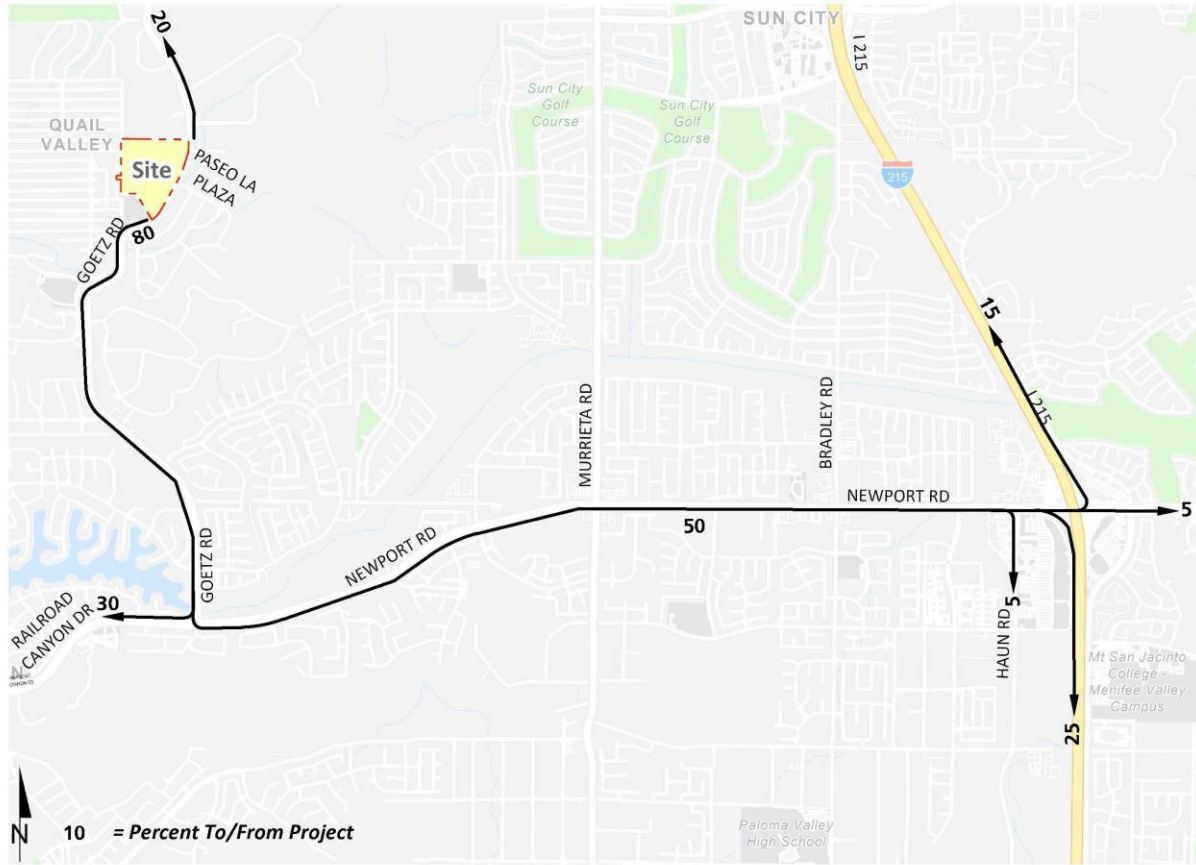 20
SUN CITY
I 215
Sun City
Golf
Course
Sun City
Golf
Course
QUAIL
VALLEY
Site
PASEO LA
PLAZA
215
GOETZ RD
80
15
I 215
MURRIETA RD
BRADLEY RD
NEWPORT RD
5
50
GOETZ RD
NEWPORT RD
30
RAILROAD
CANYON DR
5
HAUN RD
Mt San Jacinto
College -
Menifee Valley
Campus
25
N
N
10 = Percent To/From Project
Paloma Valley
High School